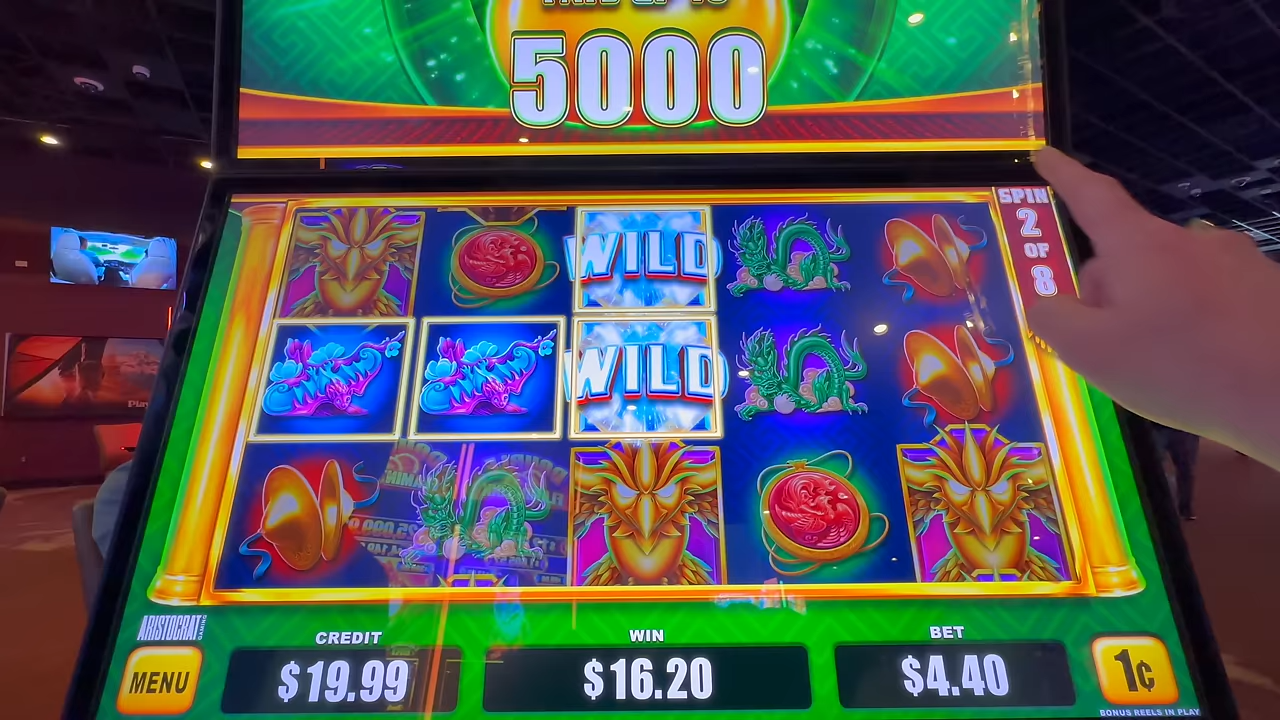 5000
SPIN
2
OF
8
WILD
WILD
ARISTOCRAT
GAMING
CREDIT
WIN
BET
MENU
$19.99
$16.20
$4.40
1¢
BONUS REELS IN PLAY